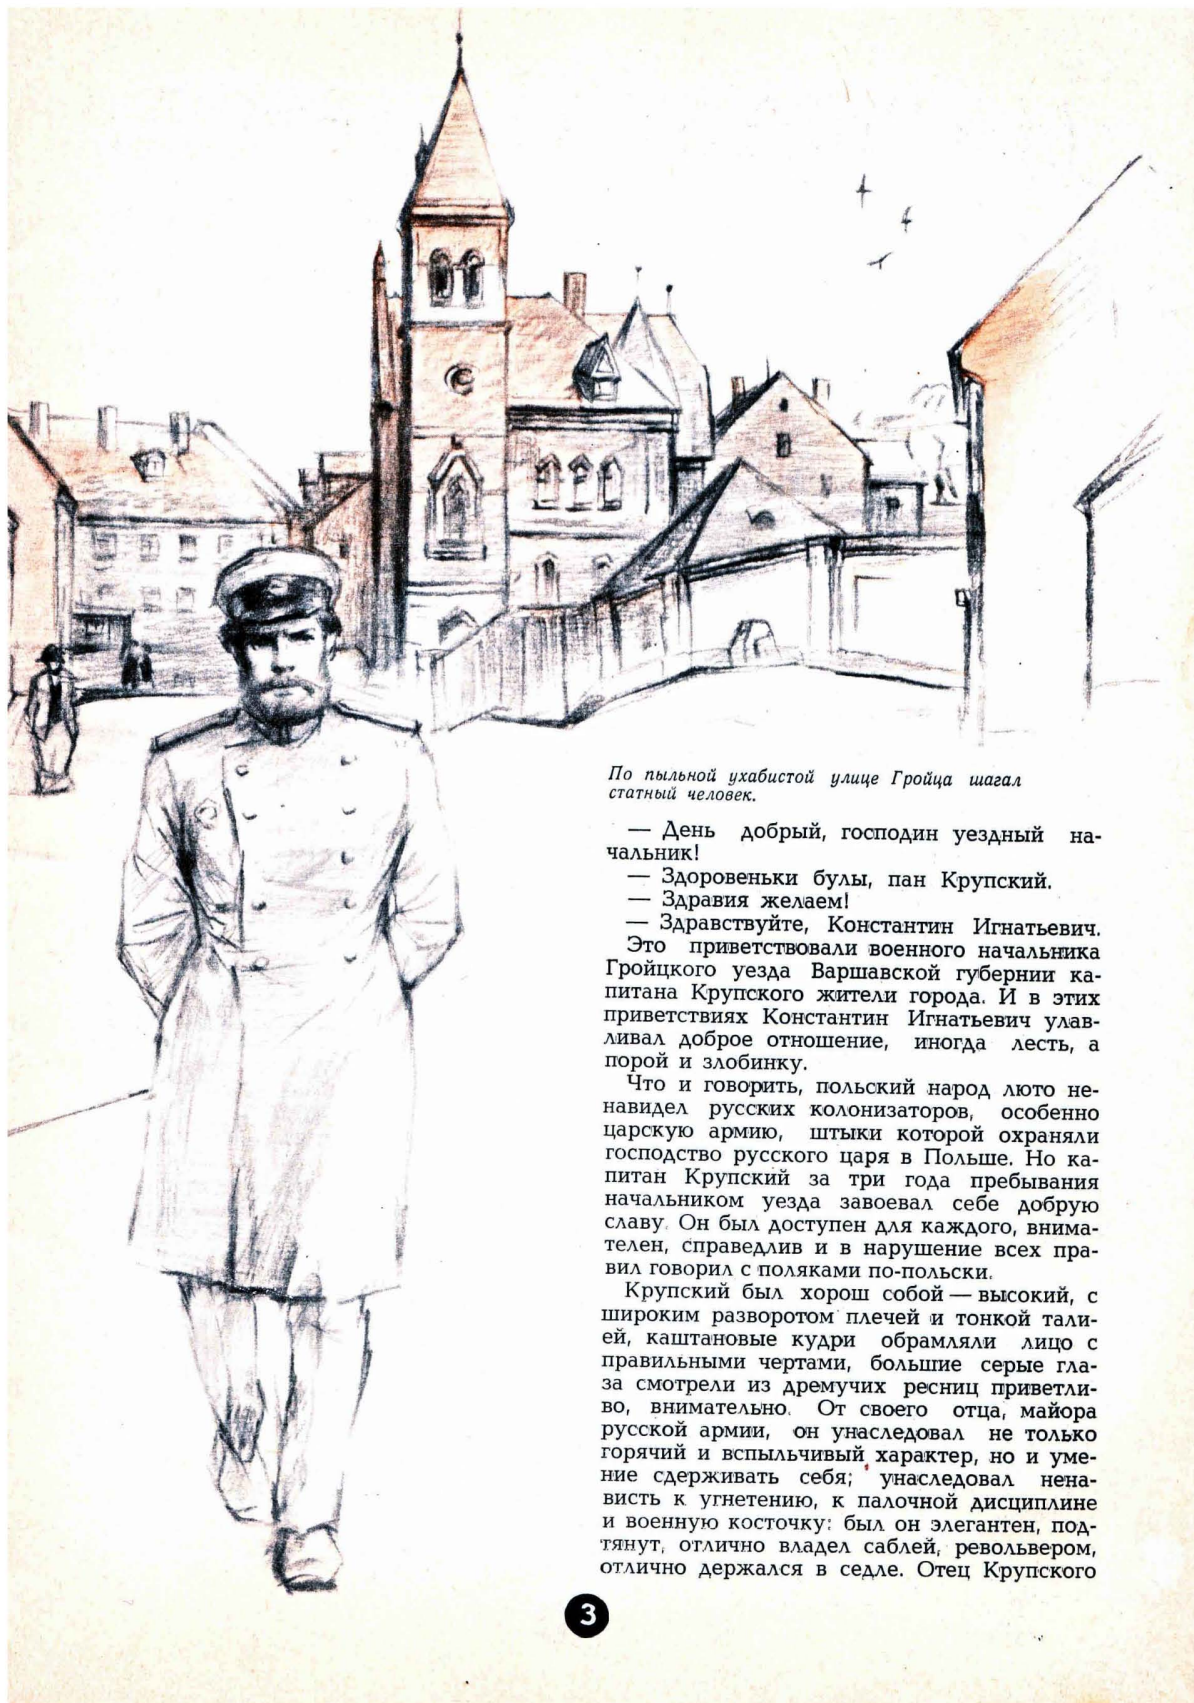 По пыльной ухабистой улице Гройца шагал
статный человек.
— День добрый, господин уездный на-
чальник!
— Здоровеньки булы, пан Крупский.
— Здравия желаем!
— Здравствуйте, Константин Игнатьевич.
Это приветствовали военного начальника
Гройцкого уезда Варшавской губернии ка-
питана Крупского жители города. И в этих
приветствиях Константин Игнатьевич улав-
ливал доброе отношение, иногда лесть, а
порой и злобинку.
Что и говорить, польский народ люто не-
навидел русских колонизаторов, особенно
царскую армию, штыки которой охраняли
господство русского царя в Польше. Но ка-
питан Крупский за три года пребывания
начальником уезда завоевал себе добрую
славу. Он был доступен для каждого, внима-
телен, справедлив и в нарушение всех пра-
вил говорил с поляками по-польски.
Крупский был хорош собой — высокий, с
широким разворотом плечей и тонкой тали-
ей, каштановые кудри обрамляли лицо с
правильными чертами, большие серые гла-
за смотрели из дремучих ресниц приветли-
во, внимательно. От своего отца, майора
русской армии, он унаследовал не только
горячий и вспыльчивый характер, но и уме-
ние сдерживать себя; унаследовал нена-
висть к угнетению, к палочной дисциплине
и военную косточку: был он элегантен, под-
тянут, отлично владел саблей, револьвером,
отлично держался в седле. Отец Крупского
3